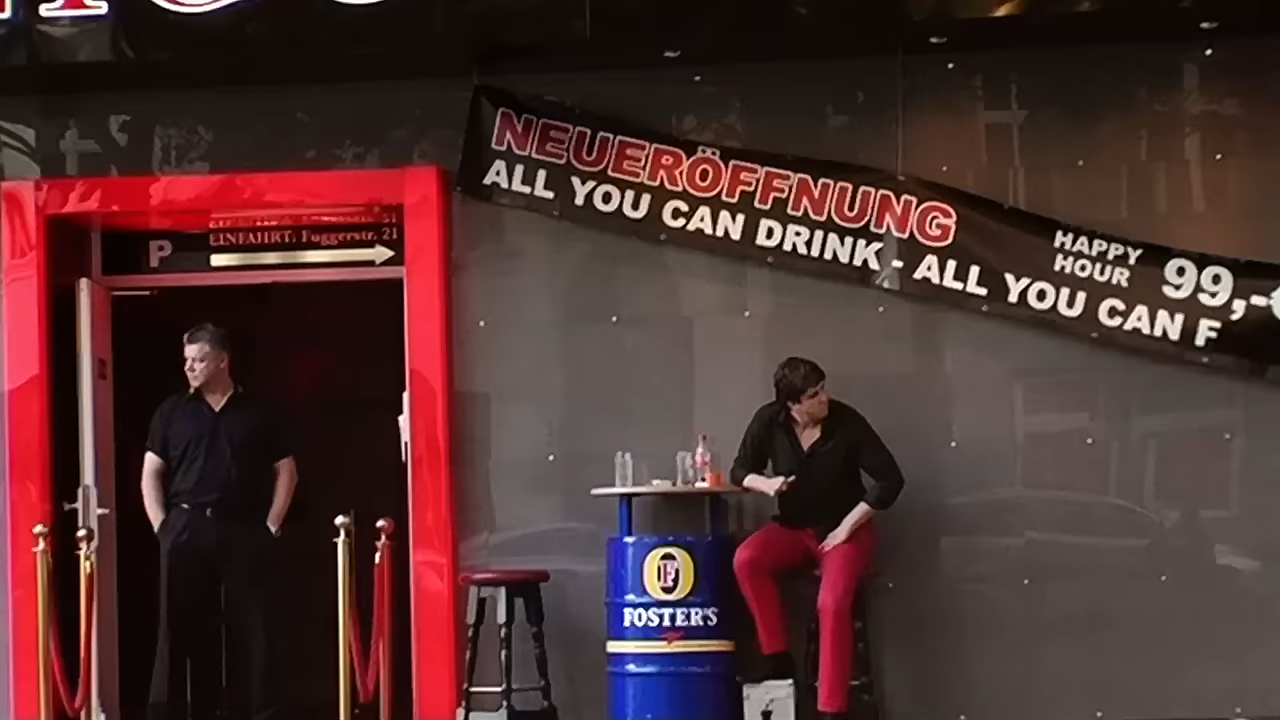 NEUERÖFFNUNG
ALL YOU CAN DRINK - ALL YOU CAN F
HAPPY
HOUR
99,-€
P
EINFAHRT: Fuggerstr. 21
F
FOSTER'S